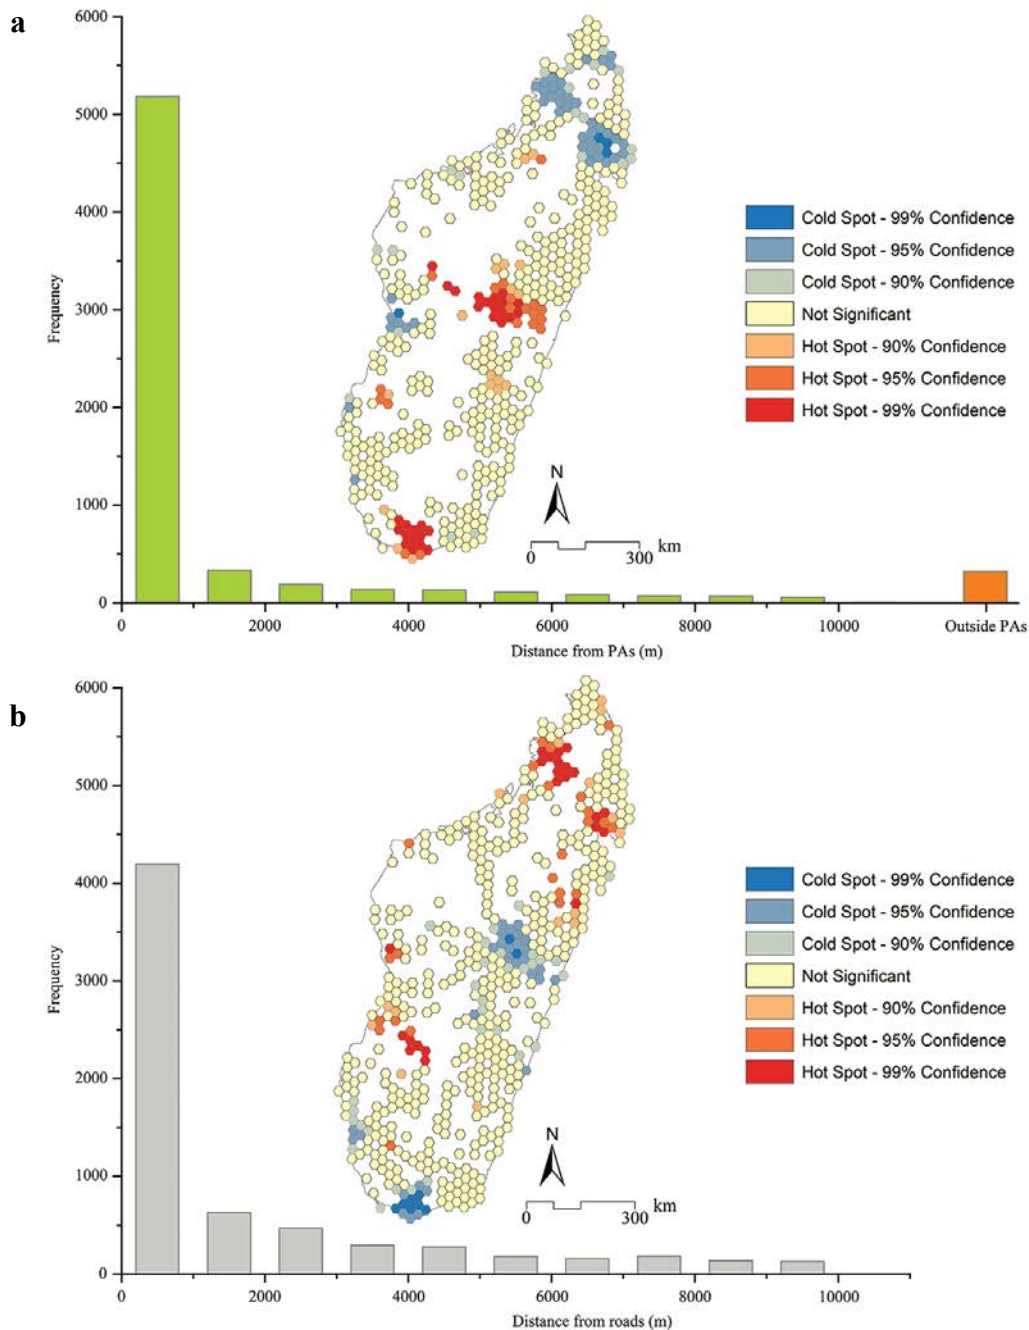 a
6000
5000
4000
3000
2000
1000
0
Frequency
Cold Spot - 99% Confidence
Cold Spot - 95% Confidence
Cold Spot - 90% Confidence
Not Significant
Hot Spot - 90% Confidence
Hot Spot - 95% Confidence
Hot Spot - 99% Confidence
N
0 300 km
0 2000 4000 6000 8000 10000 Outside PAs
Distance from PAs (m)
b
6000
5000
4000
3000
2000
1000
0
Frequency
Cold Spot - 99% Confidence
Cold Spot - 95% Confidence
Cold Spot - 90% Confidence
Not Significant
Hot Spot - 90% Confidence
Hot Spot - 95% Confidence
Hot Spot - 99% Confidence
N
0 300 km
0 2000 4000 6000 8000 10000
Distance from roads (m)